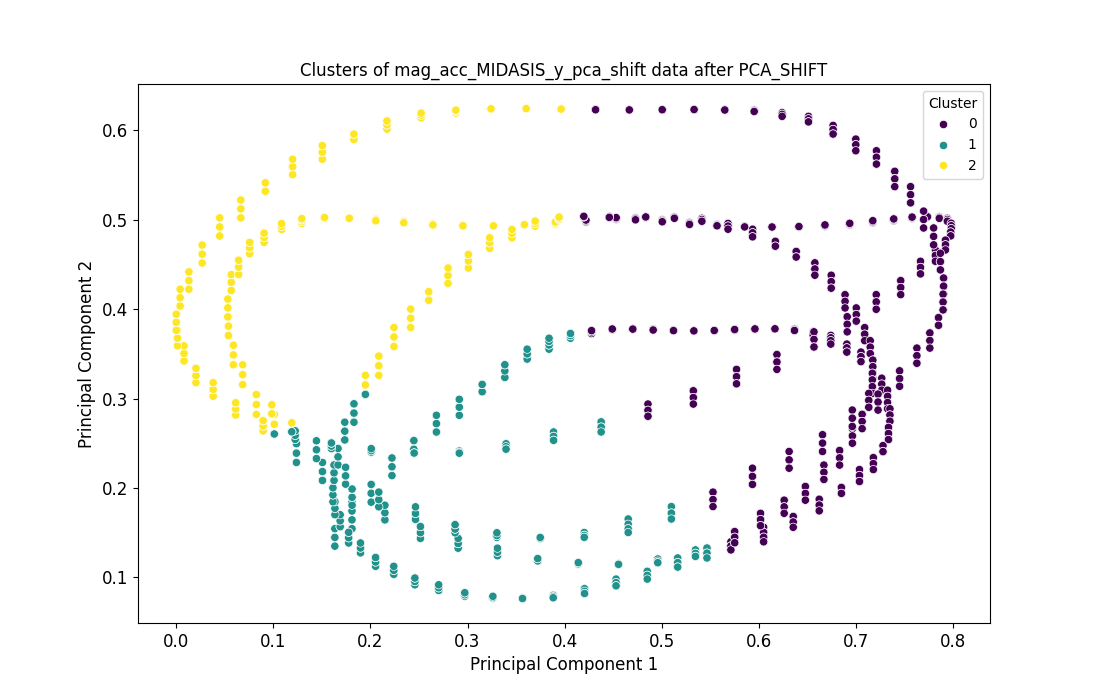 Clusters of mag_acc_MIDASIS_y_pca_shift data after PCA_SHIFT
Cluster
0
1
2
0.6
0.5
0.4
0.3
0.2
0.1
Principal Component 2
0.0 0.1 0.2 0.3 0.4 0.5 0.6 0.7 0.8
Principal Component 1